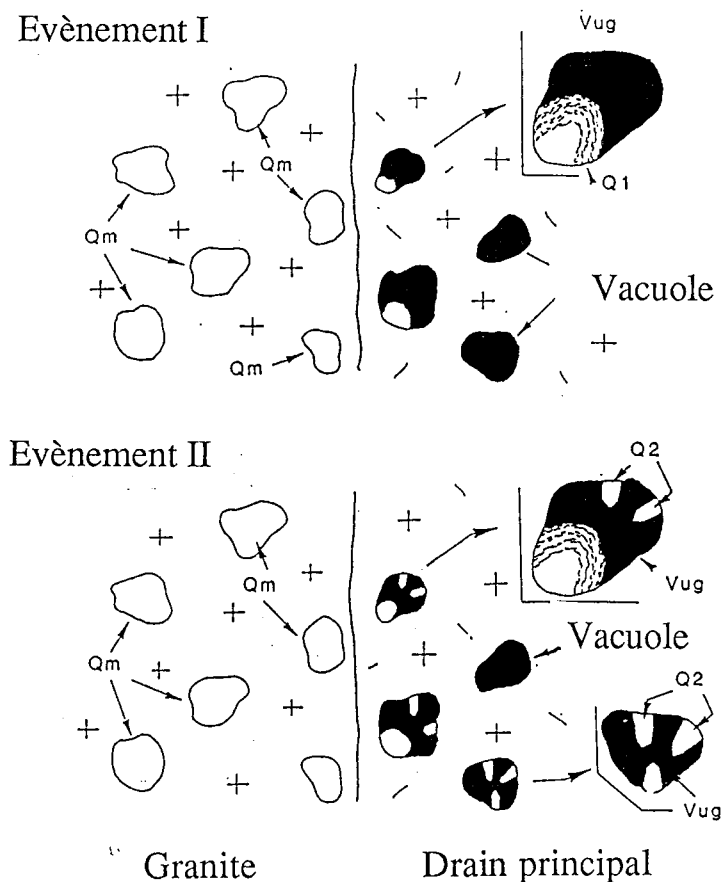 Evènement I
Vug
Qm
Q1
Qm
Vacuole
Qm
Evènement II
Q2
Qm
Vug
Vacuole
Qm
Q2
Vug
Granite
Drain principal